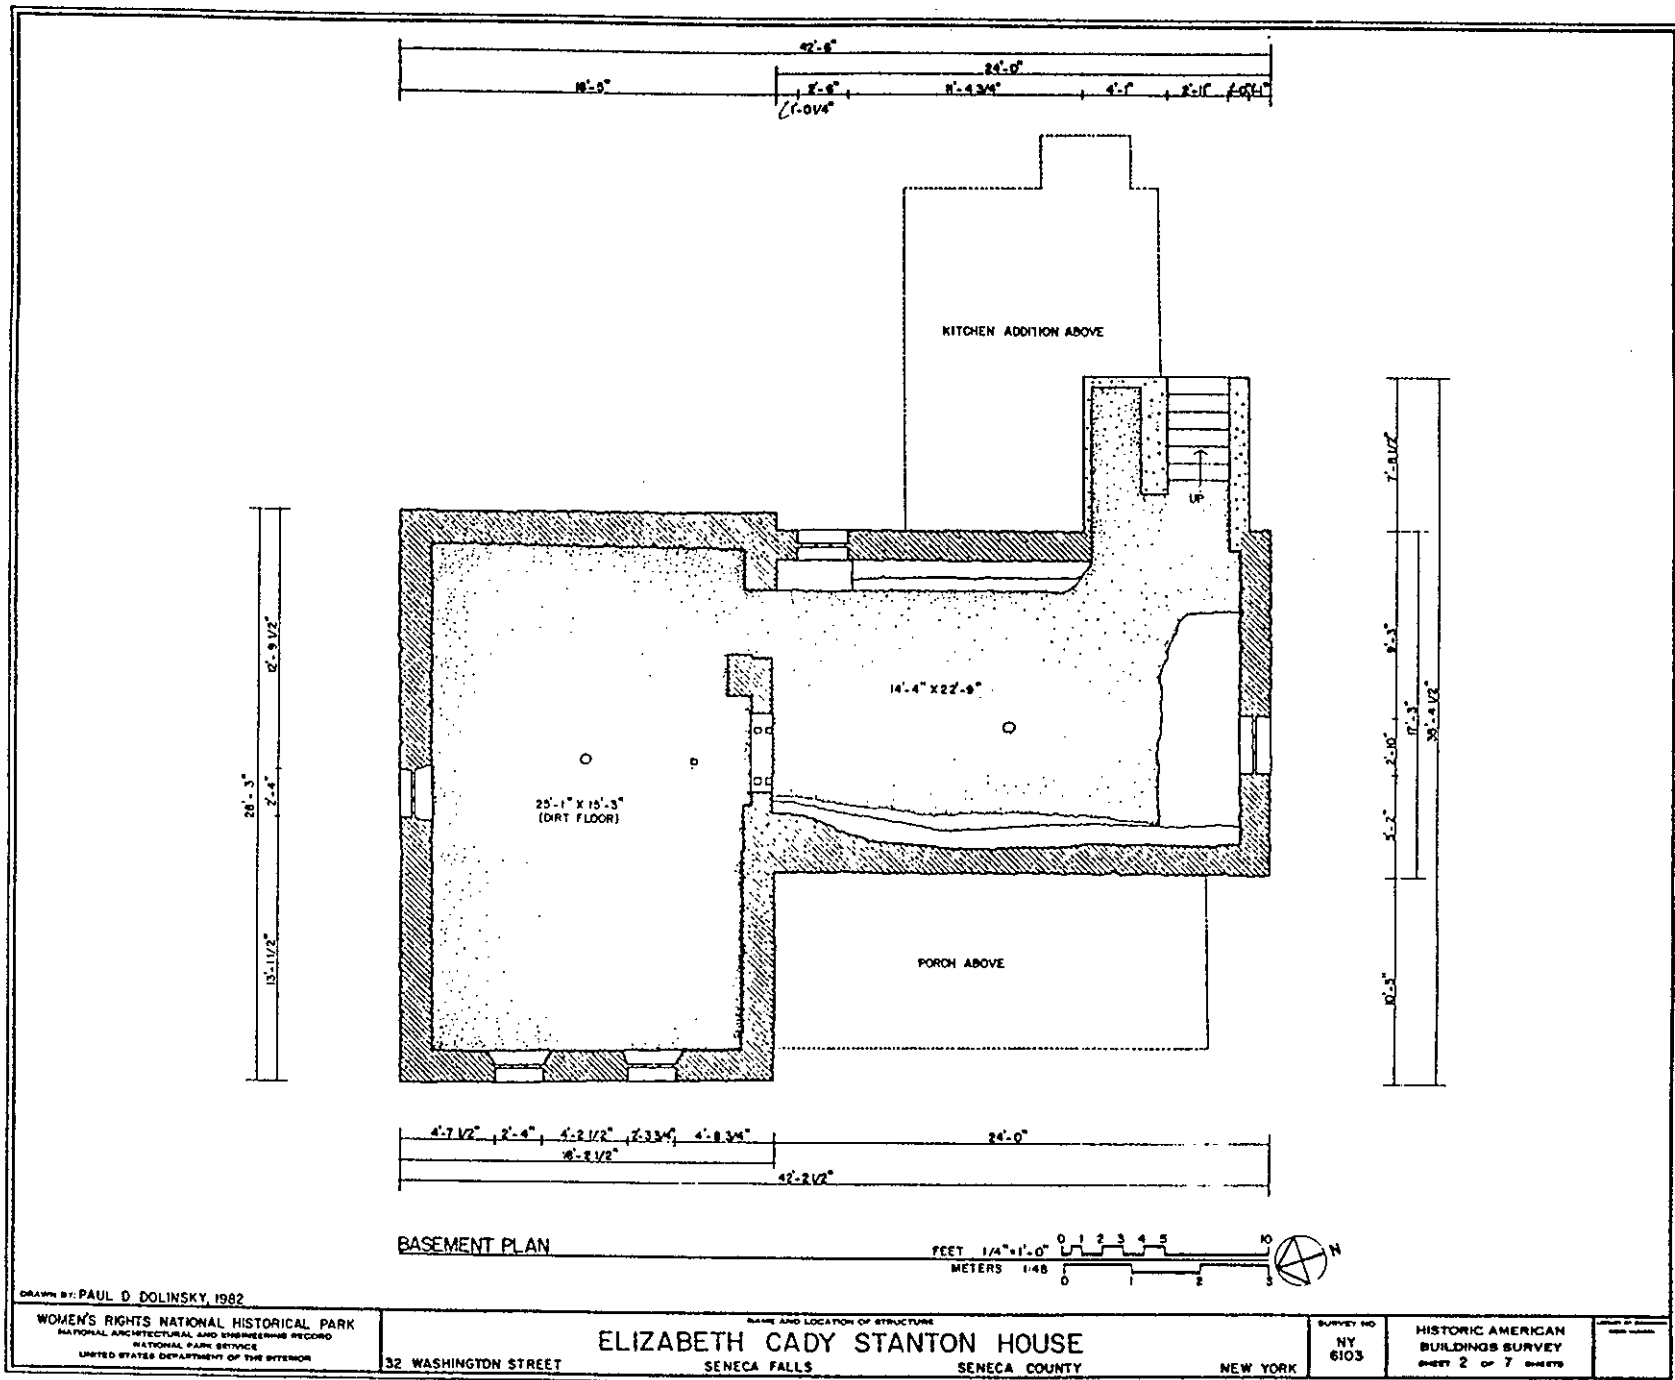 42'-6"
24'-0"
18'-5"
2'-6"
11'-4 3/4"
4'-1"
2'-11"
1'-0 1/4"
KITCHEN ADDITION ABOVE
UP
7'-8 1/2"
12'-9 1/2"
9'-3"
14'-4" X 22'-9"
17'-3"
38'-4 1/2"
2'-10"
28'-3"
2'-4"
25'-1" X 15'-3"
(DIRT FLOOR)
5'-2"
13'-1 1/2"
PORCH ABOVE
10'-5"
4'-7 1/2" 2'-4" 4'-2 1/2" 2'-3 3/4" 4'-8 3/4" 24'-0"
18'-2 1/2"
42'-2 1/2"
BASEMENT PLAN
FEET 1/4"=1'-0" 0 1 2 3 4 5 10
METERS 1:48 0 1 2 3
N
DRAWN BY: PAUL D. DOLINSKY, 1982
WOMEN'S RIGHTS NATIONAL HISTORICAL PARK
NATIONAL ARCHITECTURAL AND ENGINEERING RECORD
NATIONAL PARK SERVICE
UNITED STATES DEPARTMENT OF THE INTERIOR
NAME AND LOCATION OF STRUCTURE
ELIZABETH CADY STANTON HOUSE
32 WASHINGTON STREET SENECA FALLS SENECA COUNTY NEW YORK
SURVEY NO
NY
6103
HISTORIC AMERICAN
BUILDINGS SURVEY
SHEET 2 OF 7 SHEETS